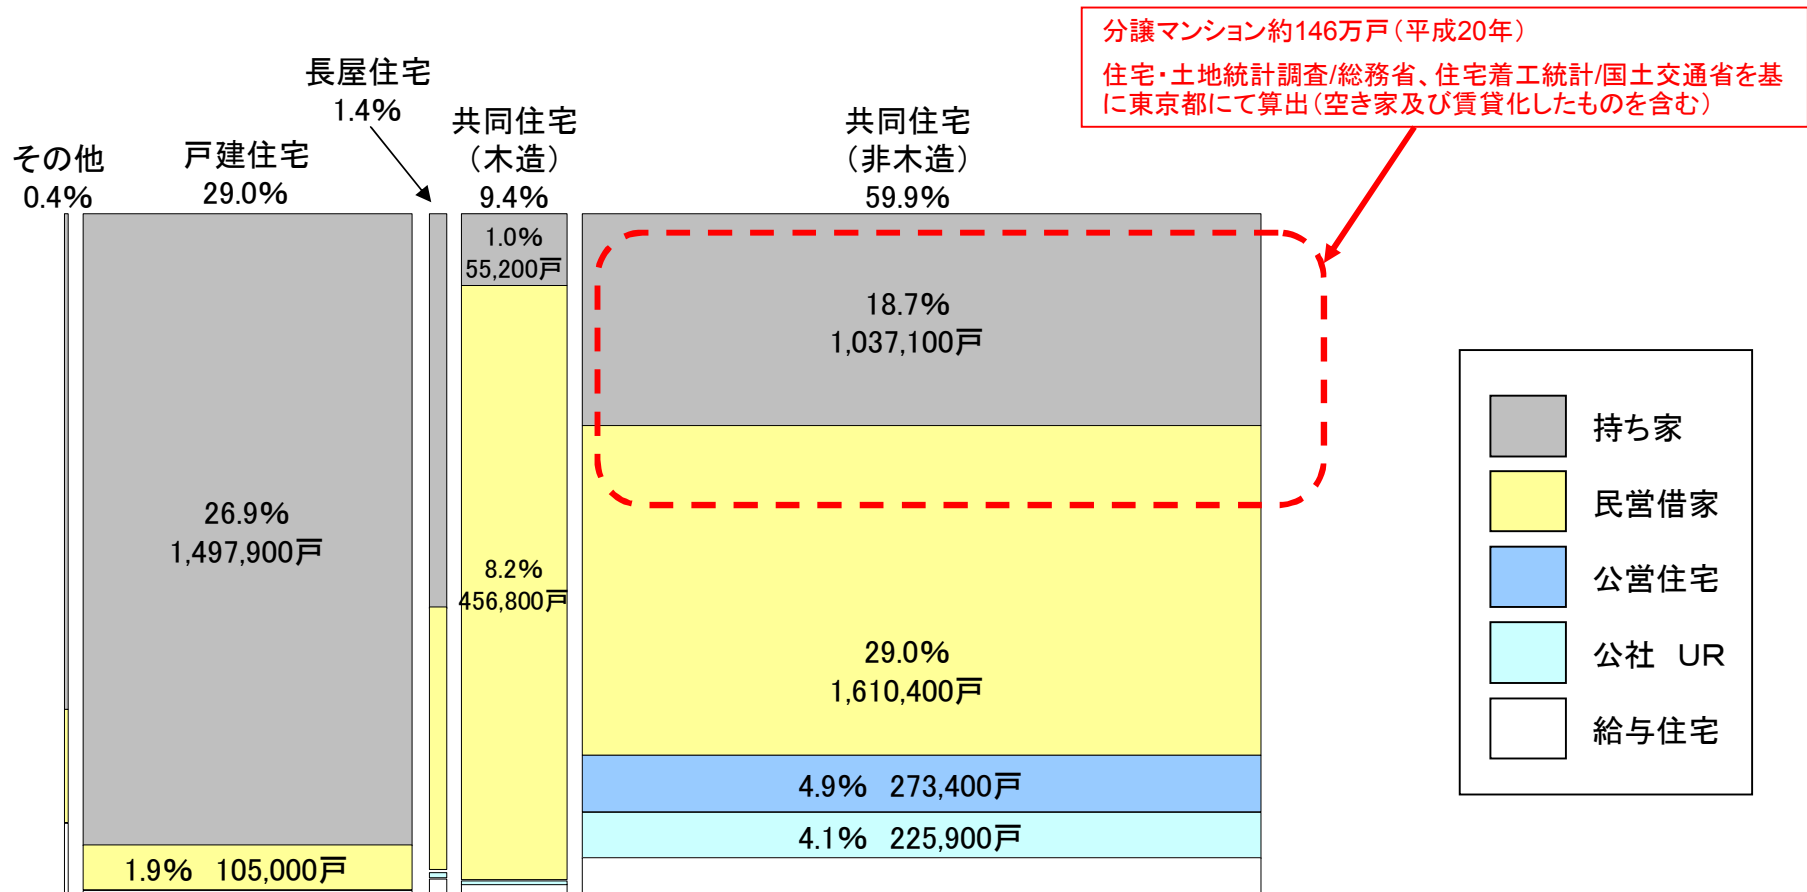 分譲マンション約146万戸（平成20年）
住宅・土地統計調査/総務省、住宅着工統計/国土交通省を基
に東京都にて算出（空き家及び賃貸化したものを含む）
その他
0.4%
戸建住宅
29.0%
長屋住宅
1.4%
共同住宅
（木造）
9.4%
共同住宅
（非木造）
59.9%
1.0%
55,200戸
18.7%
1,037,100戸
26.9%
1,497,900戸
8.2%
456,800戸
29.0%
1,610,400戸
4.9% 273,400戸
4.1% 225,900戸
1.9% 105,000戸
持ち家
民営借家
公営住宅
公社　ＵＲ
給与住宅